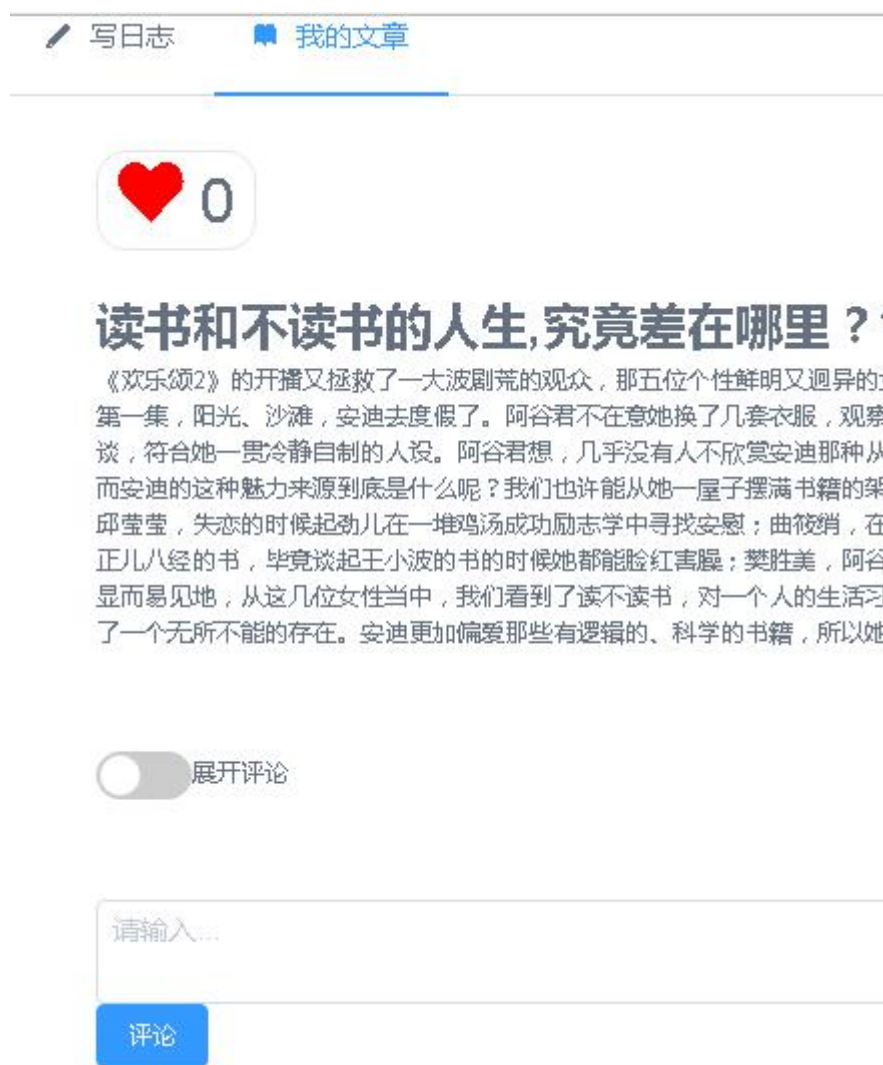 写日志 我的文章
0
读书和不读书的人生,究竟差在哪里？
《欢乐颂2》的开播又拯救了一大波剧荒的观众，那五位个性鲜明又迥异的
第一集，阳光、沙滩，安迪去度假了。阿谷君不在意她换了几套衣服，观察
谈，符合她一贯冷静自制的人设。阿谷君想，几乎没有人不欣赏安迪那种从
而安迪的这种魅力来源到底是什么呢？我们也许能从她一屋子摆满书籍的架
邱莹莹，失恋的时候起劲儿在一堆鸡汤成功励志学中寻找安慰；曲筱绡，在
正儿八经的书，毕竟谈起王小波的书的时候她都能脸红害臊；樊胜美，阿谷
显而易见地，从这几位女性当中，我们看到了读不读书，对一个人的生活习
了一个无所不能的存在。安迪更加偏爱那些有逻辑的、科学的书籍，所以她
展开评论
请输入...
评论